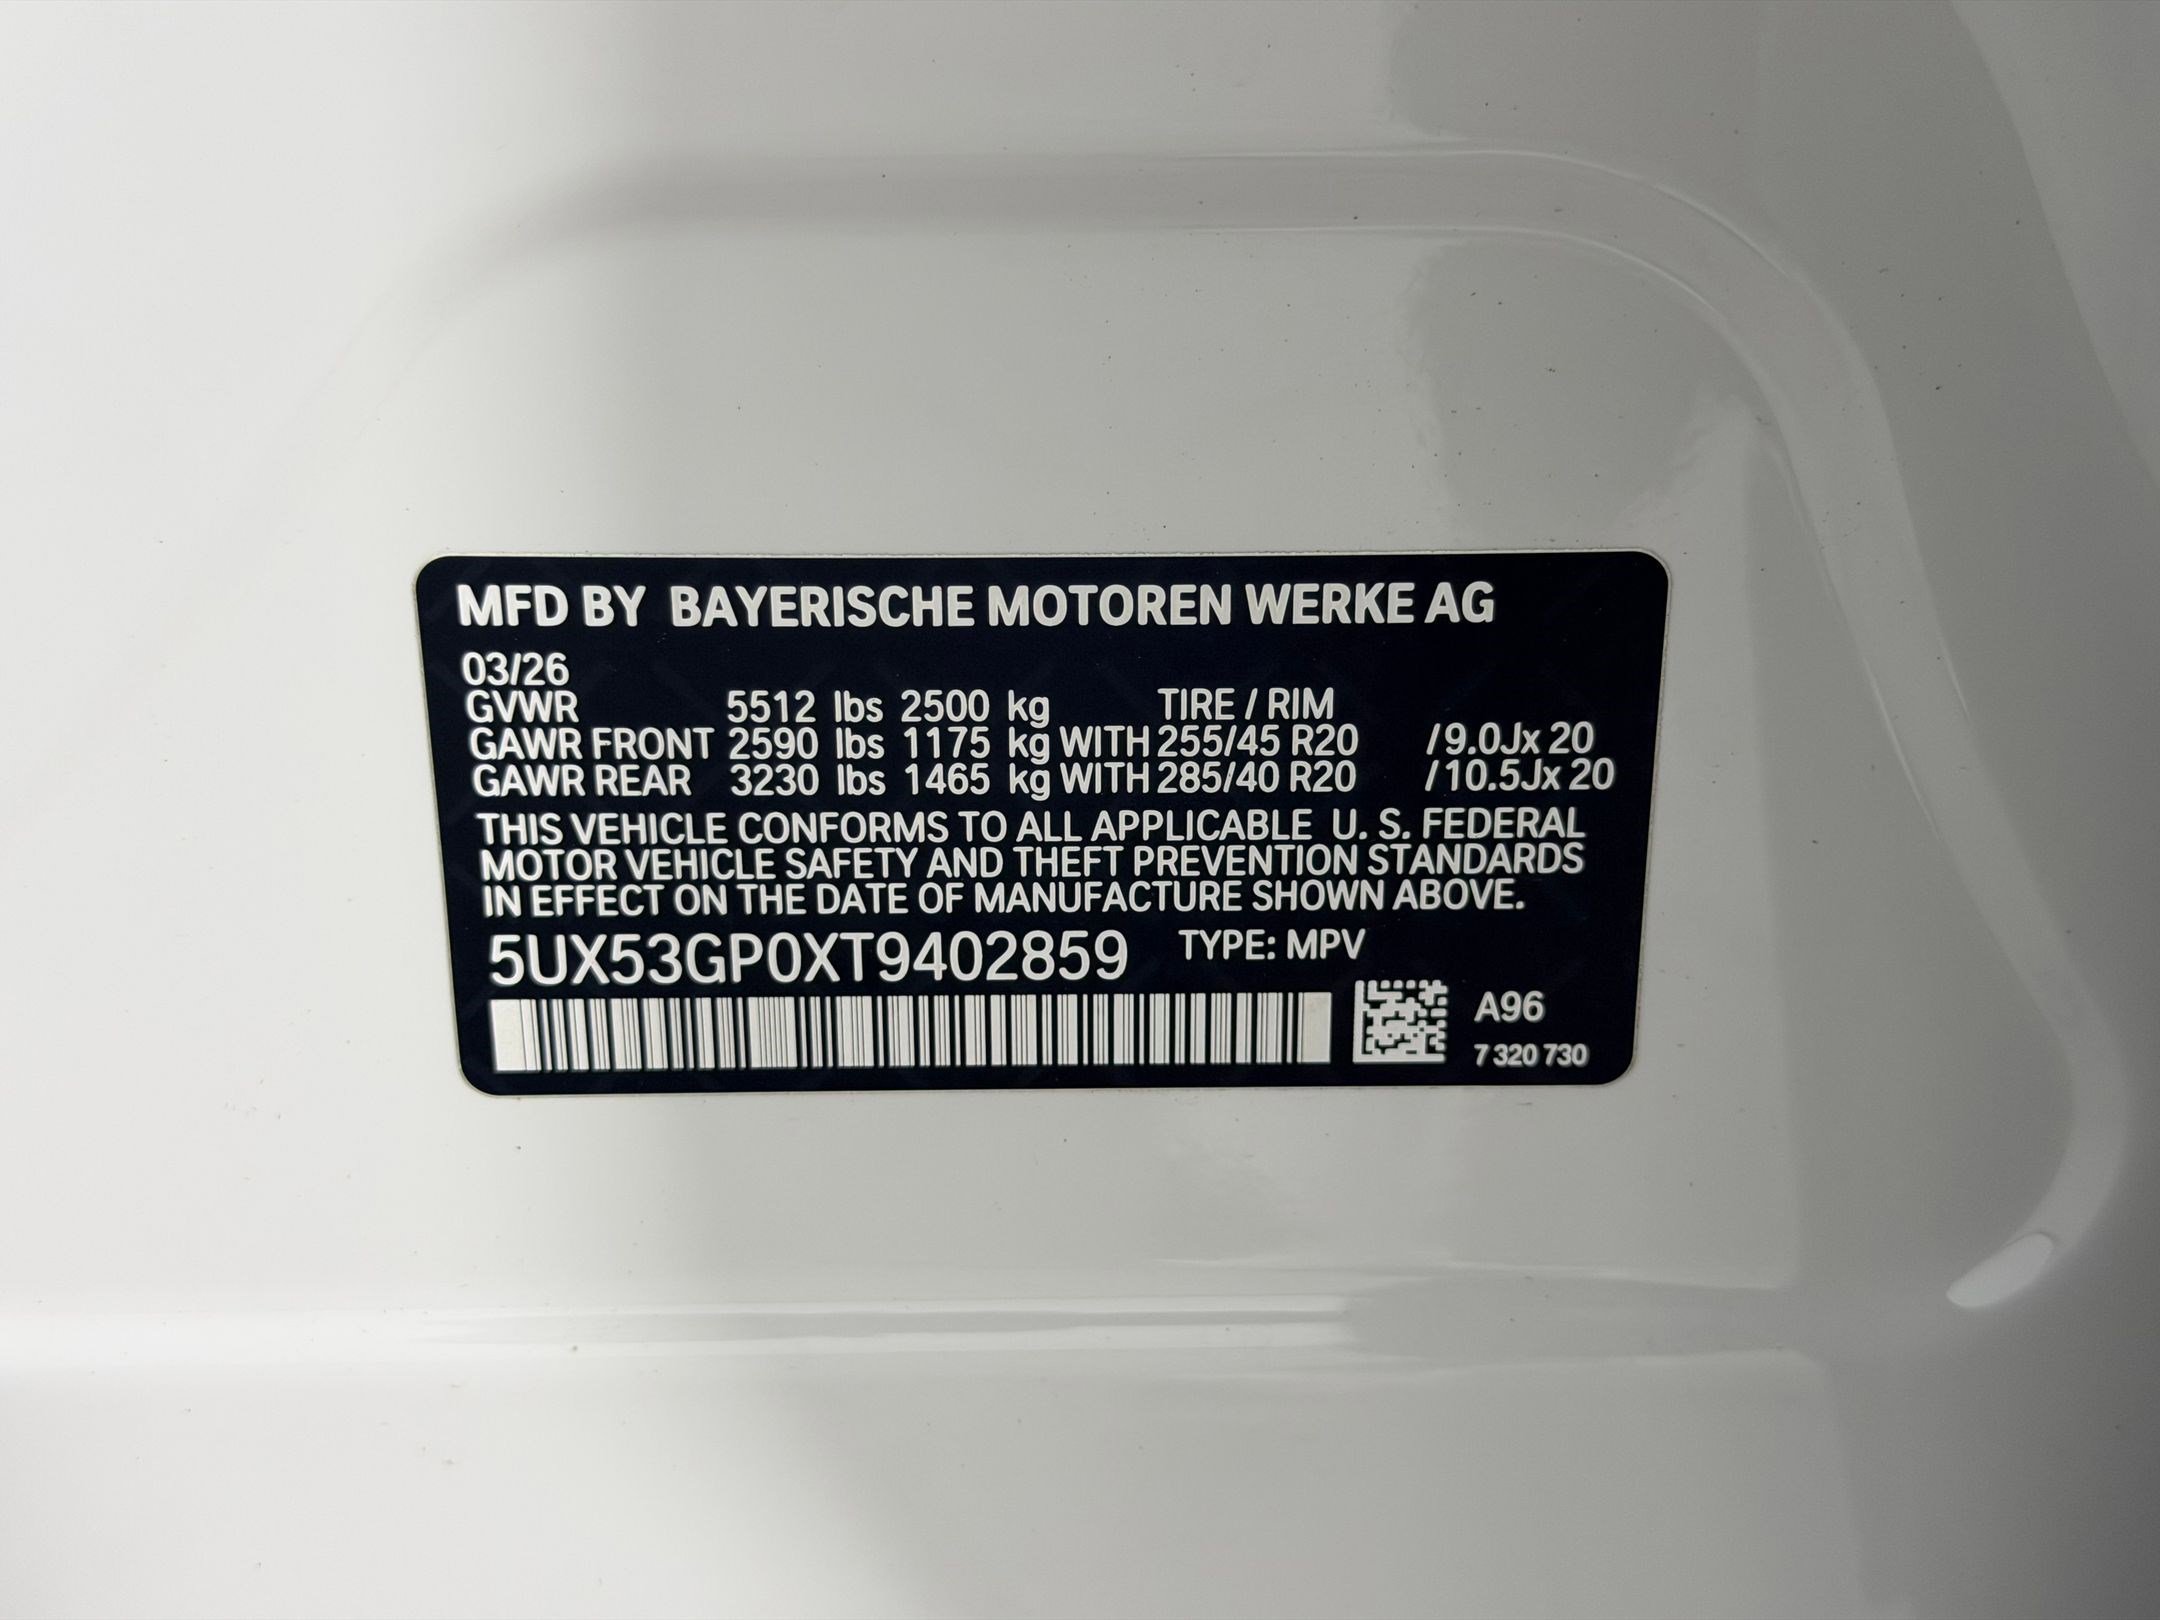 MFD BY BAYERISCHE MOTOREN WERKE AG
03/26
GVWR 5512 lbs 2500 kg TIRE / RIM
GAWR FRONT 2590 lbs 1175 kg WITH 255/45 R20 /9.0Jx 20
GAWR REAR 3230 lbs 1465 kg WITH 285/40 R20 /10.5Jx 20
THIS VEHICLE CONFORMS TO ALL APPLICABLE U. S. FEDERAL
MOTOR VEHICLE SAFETY AND THEFT PREVENTION STANDARDS
IN EFFECT ON THE DATE OF MANUFACTURE SHOWN ABOVE.
5UX53GP0XT9402859 TYPE: MPV
A96
7 320 730